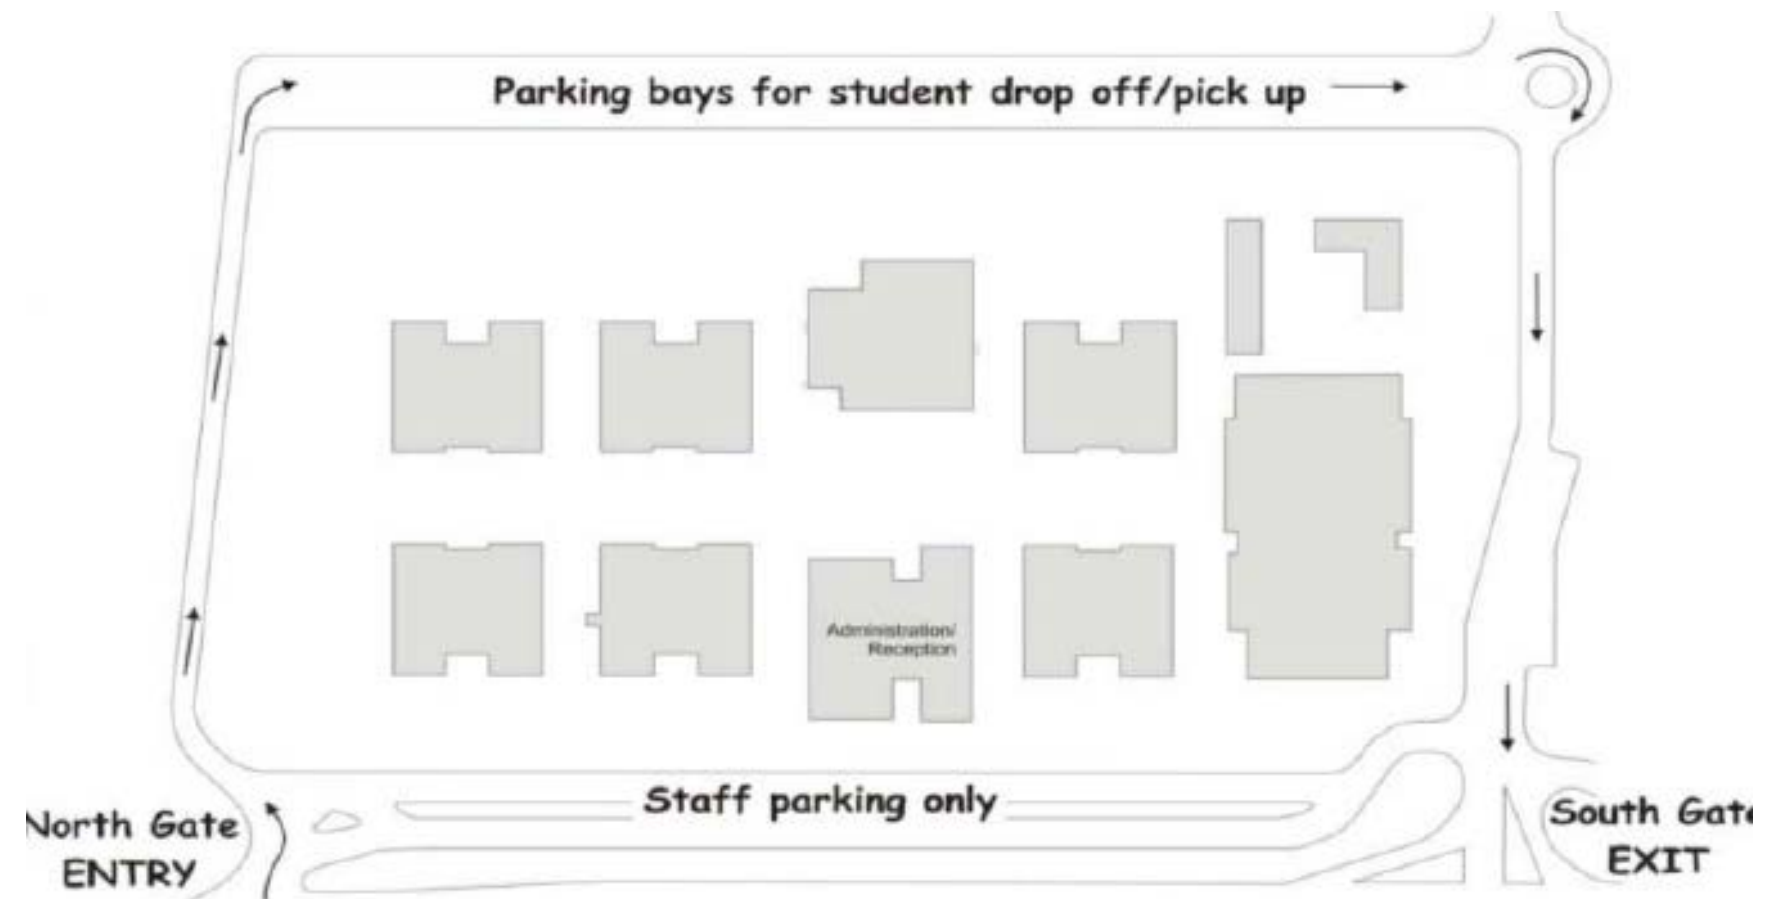 Parking bays for student drop off/pick up
Administration/
Reception
Staff parking only
North Gate
ENTRY
South Gate
EXIT